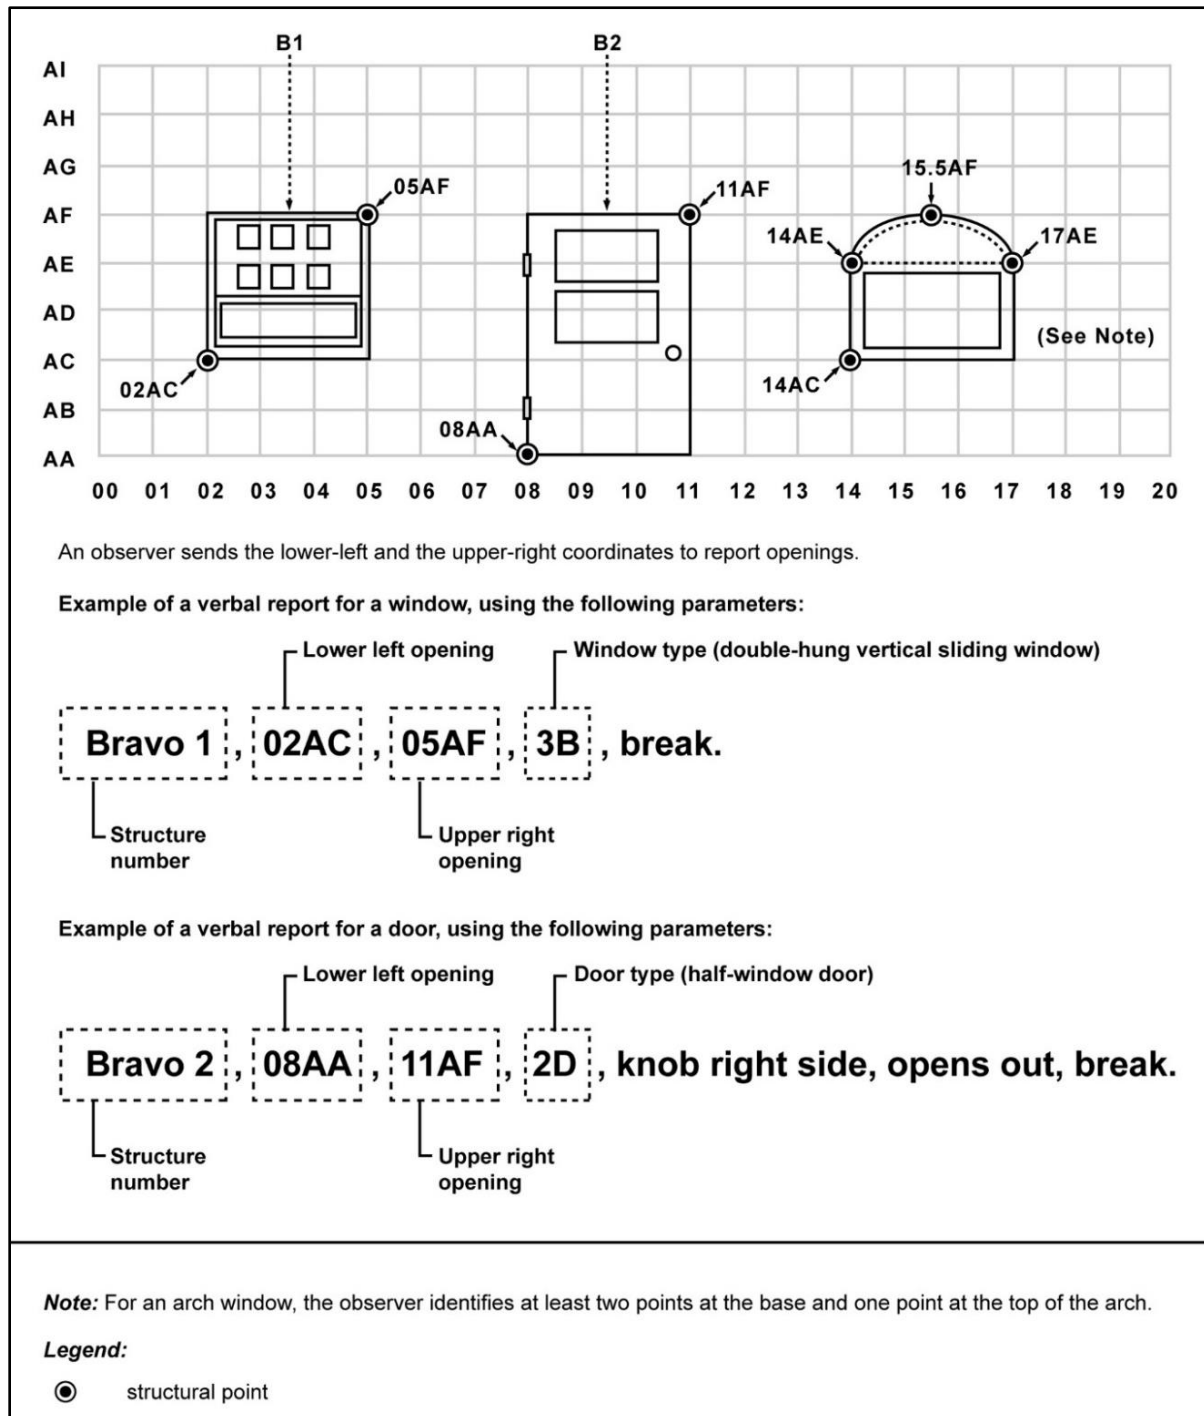 B1 B2
AI
AH
AG
15.5AF
05AF 11AF
AF
14AE 17AE
AE
AD
(See Note)
AC
02AC 14AC
AB
08AA
AA
00 01 02 03 04 05 06 07 08 09 10 11 12 13 14 15 16 17 18 19 20
An observer sends the lower-left and the upper-right coordinates to report openings.
Example of a verbal report for a window, using the following parameters:
Lower left opening Window type (double-hung vertical sliding window)
Bravo 1, 02AC, 05AF, 3B, break.
Structure number Upper right opening
Example of a verbal report for a door, using the following parameters:
Lower left opening Door type (half-window door)
Bravo 2, 08AA, 11AF, 2D, knob right side, opens out, break.
Structure number Upper right opening
Note: For an arch window, the observer identifies at least two points at the base and one point at the top of the arch.
Legend:
structural point